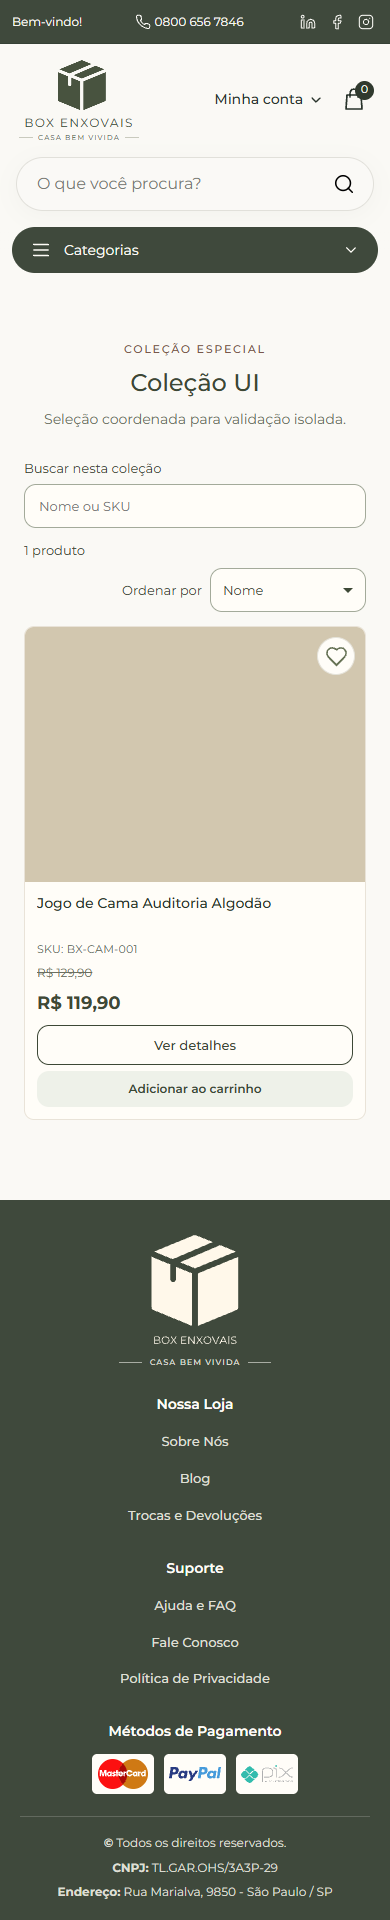 Bem-vindo!
0800 656 7846
BOX ENXOVAIS
CASA BEM VIVIDA
Minha conta
0
O que você procura?
Categorias
COLEÇÃO ESPECIAL
Coleção UI
Seleção coordenada para validação isolada.
Buscar nesta coleção
Nome ou SKU
1 produto
Ordenar por
Nome
Jogo de Cama Auditoria Algodão
SKU: BX-CAM-001
R$ 129,90
R$ 119,90
Ver detalhes
Adicionar ao carrinho
BOX ENXOVAIS
CASA BEM VIVIDA
Nossa Loja
Sobre Nós
Blog
Trocas e Devoluções
Suporte
Ajuda e FAQ
Fale Conosco
Política de Privacidade
Métodos de Pagamento
MasterCard
PayPal
pix
© Todos os direitos reservados.
CNPJ: TL.GAR.OHS/3A3P-29
Endereço: Rua Marialva, 9850 - São Paulo / SP